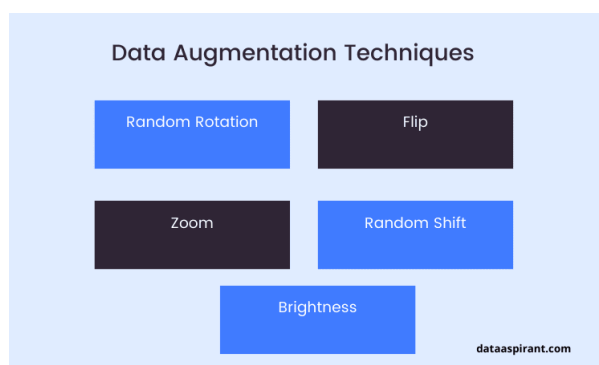 Data Augmentation Techniques
Random Rotation
Flip
Zoom
Random Shift
Brightness
dataaspirant.com